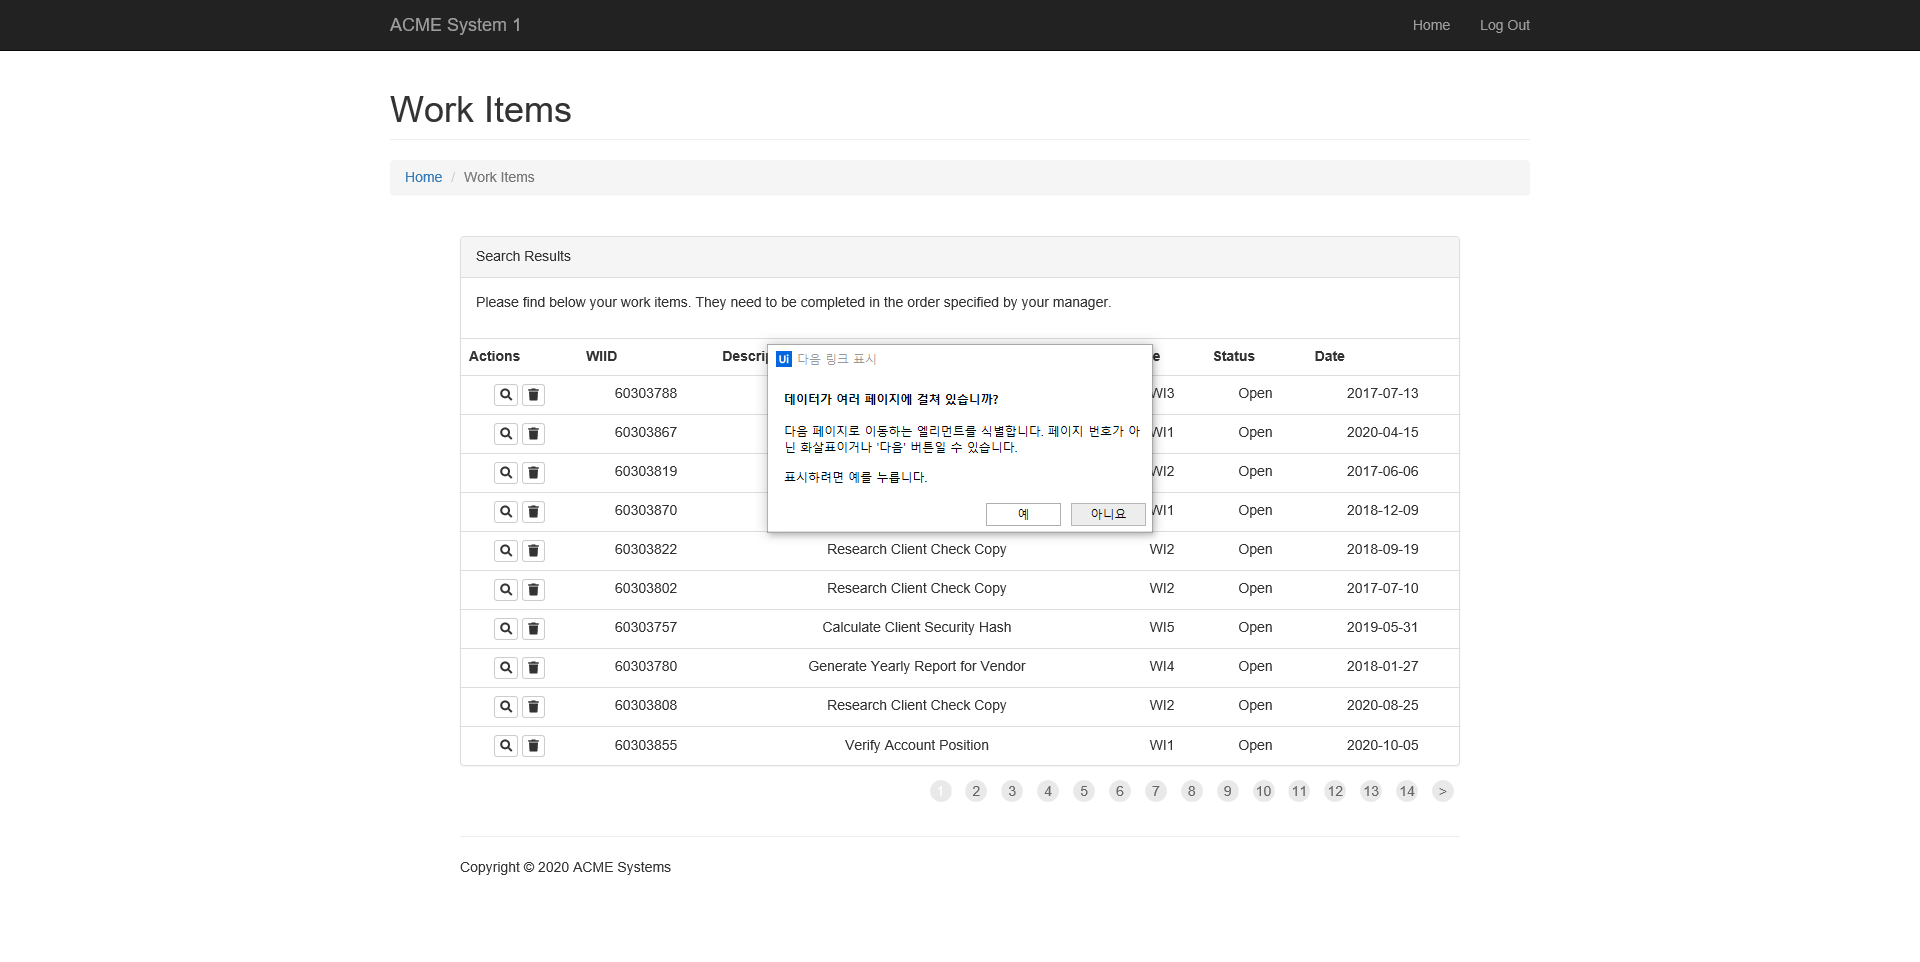 ACME System 1 Home Log Out
Work Items
Home / Work Items
Search Results
Please find below your work items. They need to be completed in the order specified by your manager.
Actions WIID Status Date
Ui 다음 링크 표시
데이터가 여러 페이지에 걸쳐 있습니까?
다음 페이지로 이동하는 엘리먼트를 식별합니다. 페이지 번호가 아
닌 화살표이거나 '다음' 버튼일 수 있습니다.
표시하려면 예를 누릅니다.
예 아니요
60303788 WI3 Open 2017-07-13
60303867 WI1 Open 2020-04-15
60303819 WI2 Open 2017-06-06
60303870 WI1 Open 2018-12-09
60303822 Research Client Check Copy WI2 Open 2018-09-19
60303802 Research Client Check Copy WI2 Open 2017-07-10
60303757 Calculate Client Security Hash WI5 Open 2019-05-31
60303780 Generate Yearly Report for Vendor WI4 Open 2018-01-27
60303808 Research Client Check Copy WI2 Open 2020-08-25
60303855 Verify Account Position WI1 Open 2020-10-05
1 2 3 4 5 6 7 8 9 10 11 12 13 14 >
Copyright © 2020 ACME Systems